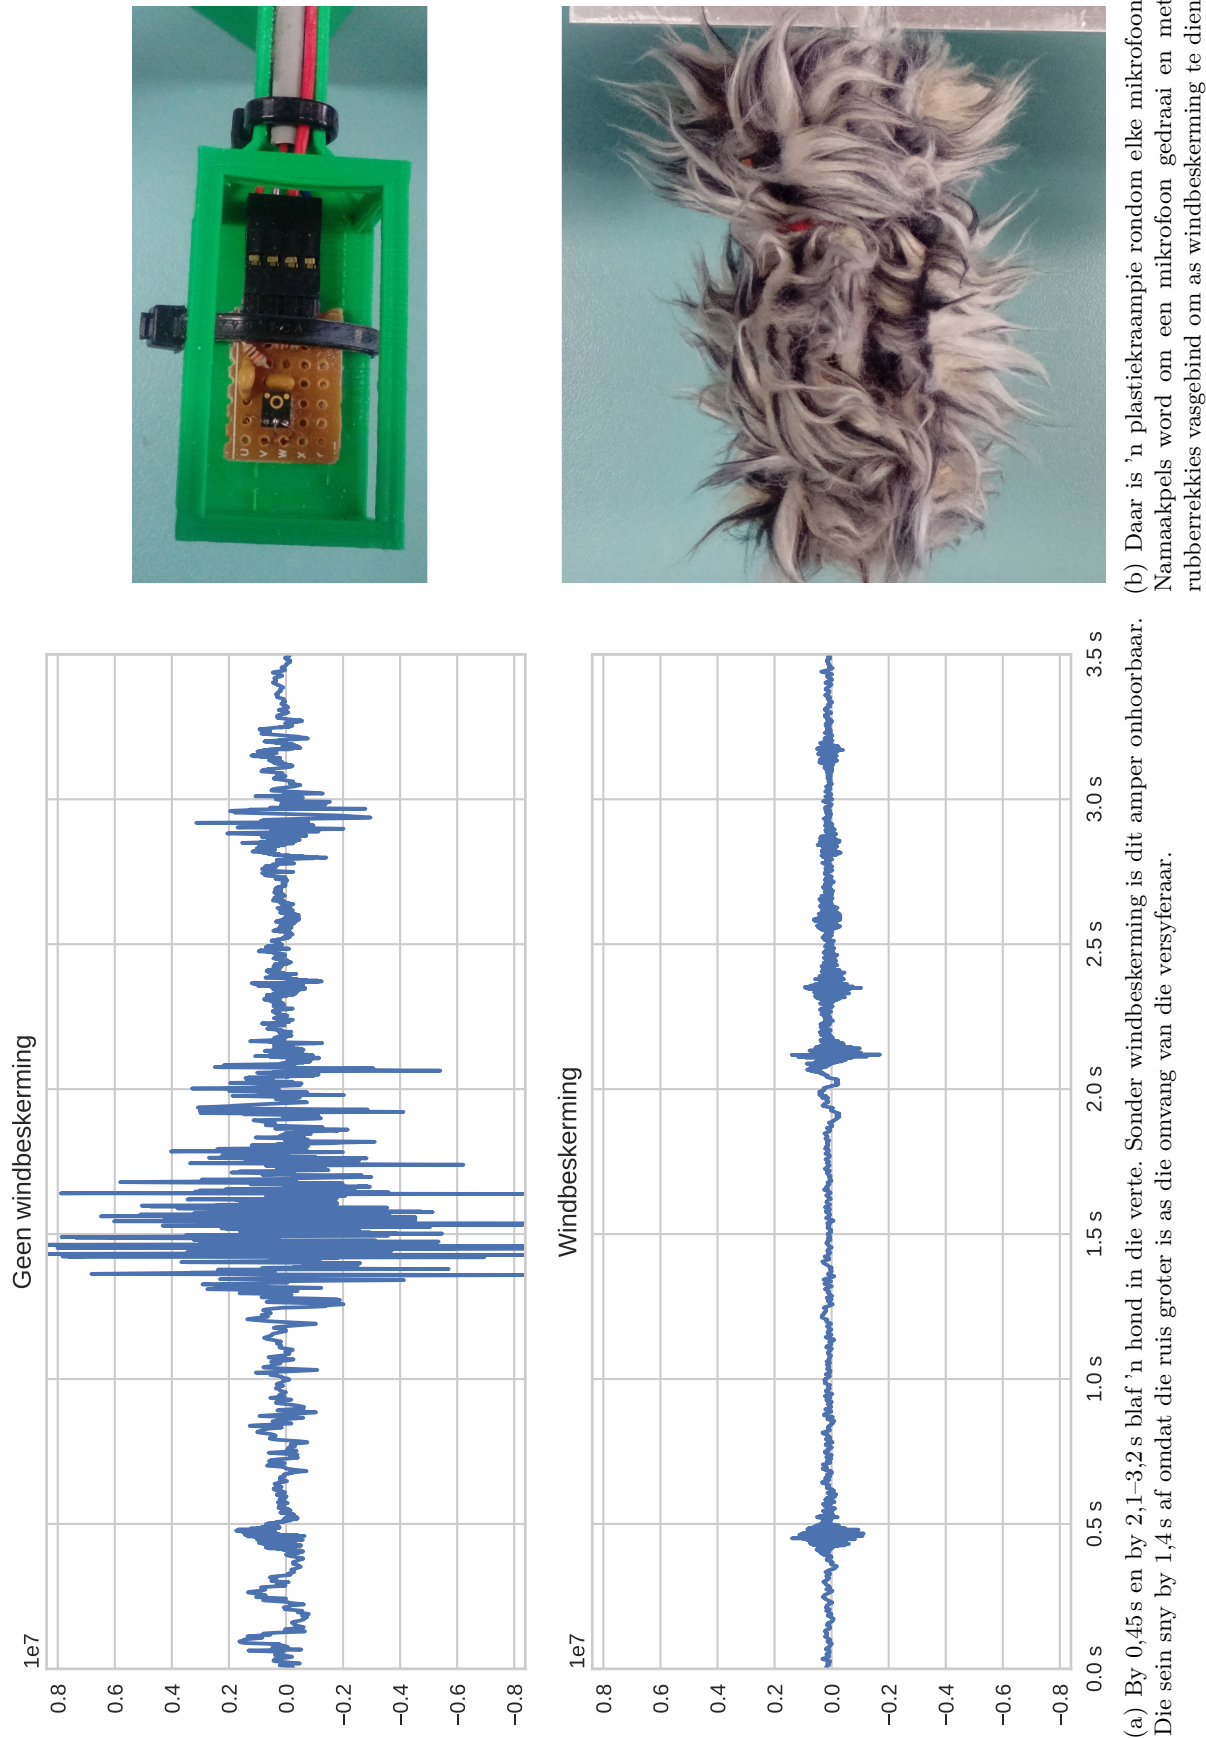 Geen windbeskerming
1e7
0.8
0.6
0.4
0.2
0.0
−0.2
−0.4
−0.6
−0.8
Windbeskerming
1e7
0.8
0.6
0.4
0.2
0.0
−0.2
−0.4
−0.6
−0.8
0.0 s
0.5 s
1.0 s
1.5 s
2.0 s
2.5 s
3.0 s
3.5 s
(a) By 0,45 s en by 2,1–3,2 s blaf 'n hond in die verte. Sonder windbeskerming is dit amper onhoorbaar.
Die sein sny by 1,4 s af omdat die ruis groter is as die omvang van die versyferaar.
U
V
W
X
Y
(b) Daar is 'n plastiekraampie rondom elke mikrofoon
Namaakpels word om een mikrofoon gedraai en met
rubberrekkies vasgebind om as windbeskerming te dien